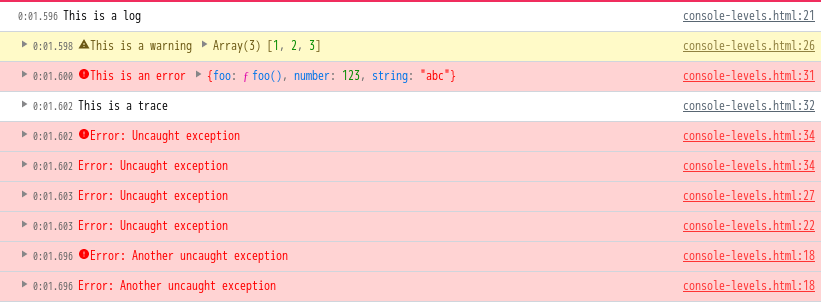 0:01.596 This is a log console-levels.html:21
0:01.598 This is a warning Array(3) [1, 2, 3] console-levels.html:26
0:01.600 This is an error {foo: ƒ foo(), number: 123, string: "abc"} console-levels.html:31
0:01.602 This is a trace console-levels.html:32
0:01.602 Error: Uncaught exception console-levels.html:34
0:01.602 Error: Uncaught exception console-levels.html:34
0:01.603 Error: Uncaught exception console-levels.html:27
0:01.603 Error: Uncaught exception console-levels.html:22
0:01.696 Error: Another uncaught exception console-levels.html:18
0:01.696 Error: Another uncaught exception console-levels.html:18